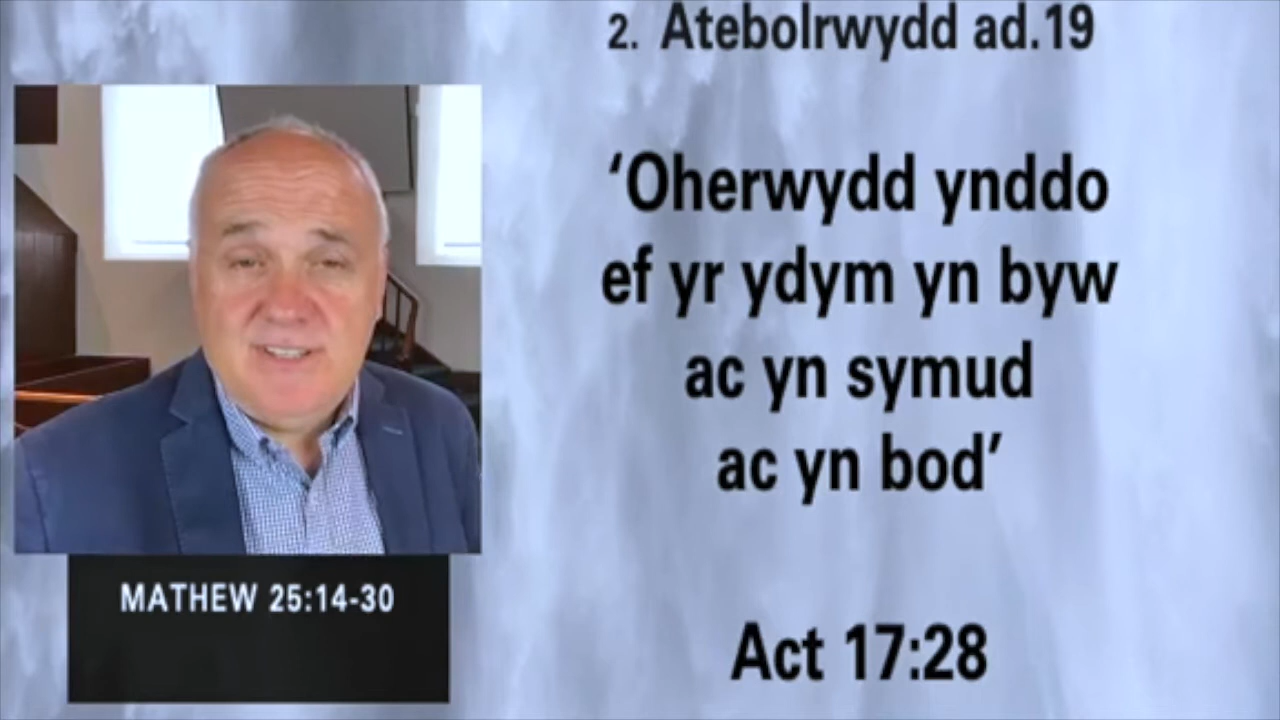 2. Atebolrwydd ad.19
‘Oherwydd ynddo
ef yr ydym yn byw
ac yn symud
ac yn bod’
Act 17:28
MATHEW 25:14-30